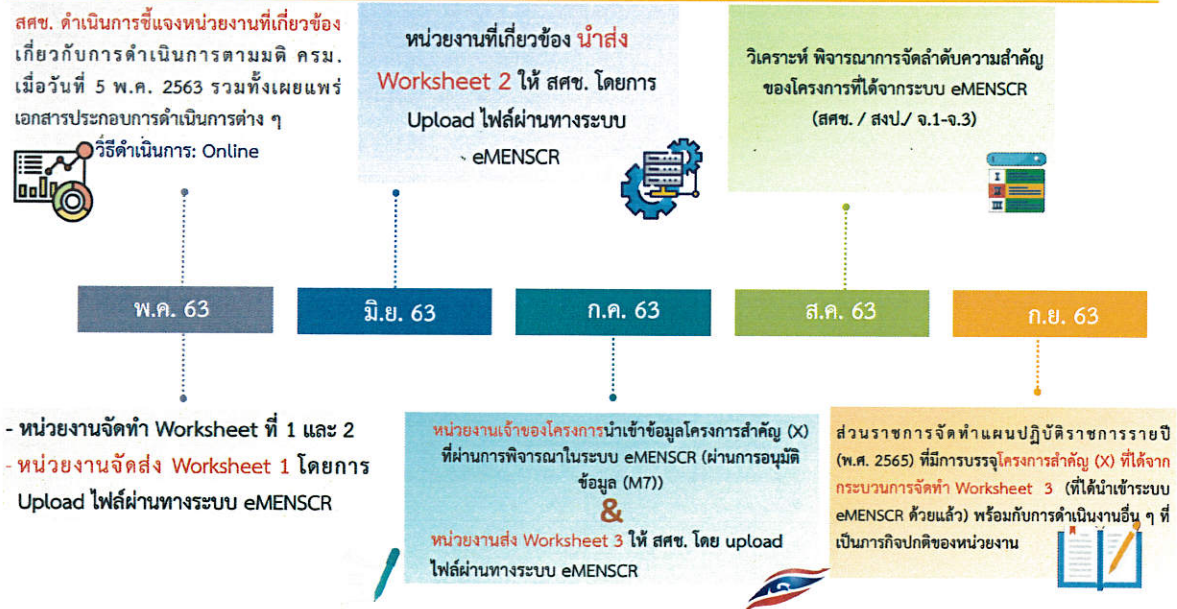 สศช. ดำเนินการชี้แจงหน่วยงานที่เกี่ยวข้อง
เกี่ยวกับการดำเนินการตามมติ ครม.
เมื่อวันที่ 5 พ.ค. 2563 รวมทั้งเผยแพร่
เอกสารประกอบการดำเนินการต่าง ๆ
วิธีดำเนินการ: Online
หน่วยงานที่เกี่ยวข้อง นำส่ง
Worksheet 2 ให้ สศช. โดยการ
Upload ไฟล์ผ่านทางระบบ
eMENSCR
วิเคราะห์ พิจารณาการจัดลำดับความสำคัญ
ของโครงการที่ได้จากระบบ eMENSCR
(สศช. / สงป./ จ.1-จ.3)
I
II
III
พ.ค. 63
มิ.ย. 63
ก.ค. 63
ส.ค. 63
ก.ย. 63
- หน่วยงานจัดทำ Worksheet ที่ 1 และ 2
- หน่วยงานจัดส่ง Worksheet 1 โดยการ
Upload ไฟล์ผ่านทางระบบ eMENSCR
หน่วยงานเจ้าของโครงการนำเข้าข้อมูลโครงการสำคัญ (X)
ที่ผ่านการพิจารณาในระบบ eMENSCR (ผ่านการอนุมัติ
ข้อมูล (M7))
&
หน่วยงานส่ง Worksheet 3 ให้ สศช. โดย upload
ไฟล์ผ่านทางระบบ eMENSCR
ส่วนราชการจัดทำแผนปฏิบัติราชการรายปี
(พ.ศ. 2565) ที่มีการบรรจุโครงการสำคัญ (X) ที่ได้จาก
กระบวนการจัดทำ Worksheet 3 (ที่ได้นำเข้าระบบ
eMENSCR ด้วยแล้ว) พร้อมกับการดำเนินงานอื่น ๆ ที่
เป็นภารกิจปกติของหน่วยงาน